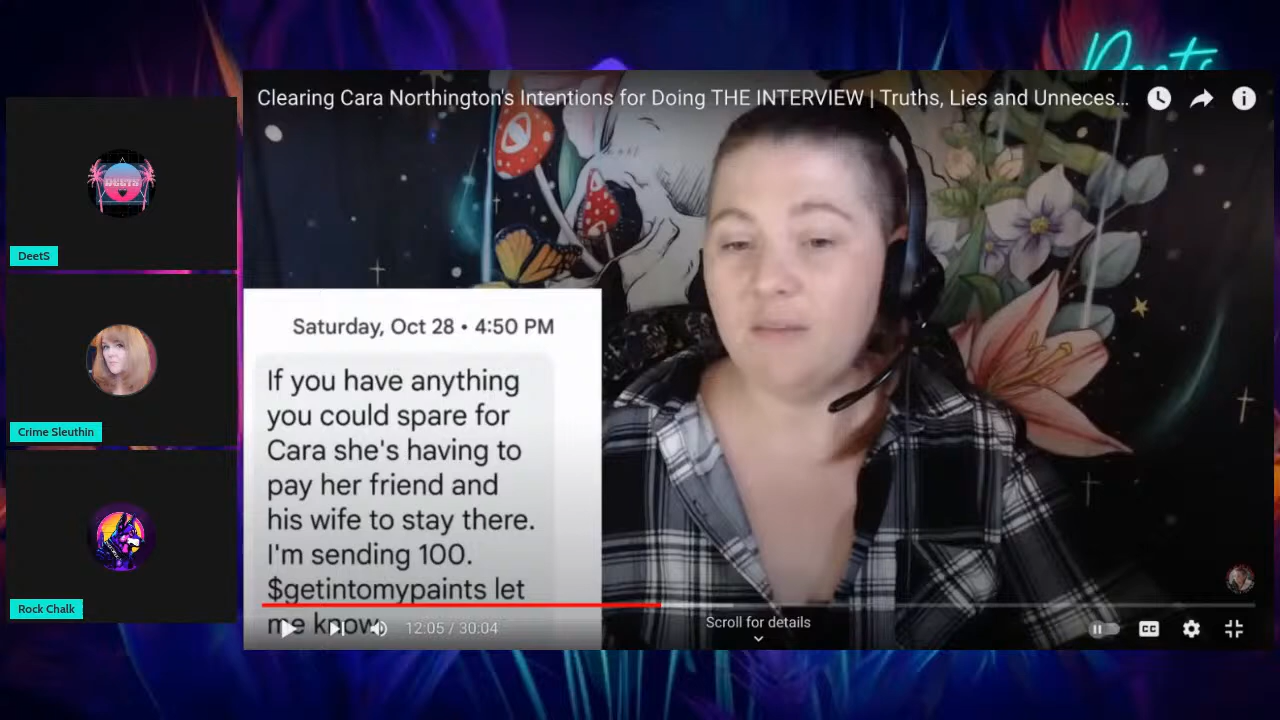 Deets
Clearing Cara Northington's Intentions for Doing THE INTERVIEW | Truths, Lies and Unneces...
DEETS
DeetS
Crime Sleuthin
Rock Chalk
Saturday, Oct 28 • 4:50 PM
If you have anything
you could spare for
Cara she's having to
pay her friend and
his wife to stay there.
I'm sending 100.
$getintomypaints let
me know
12:05 / 30:04
Scroll for details
CC